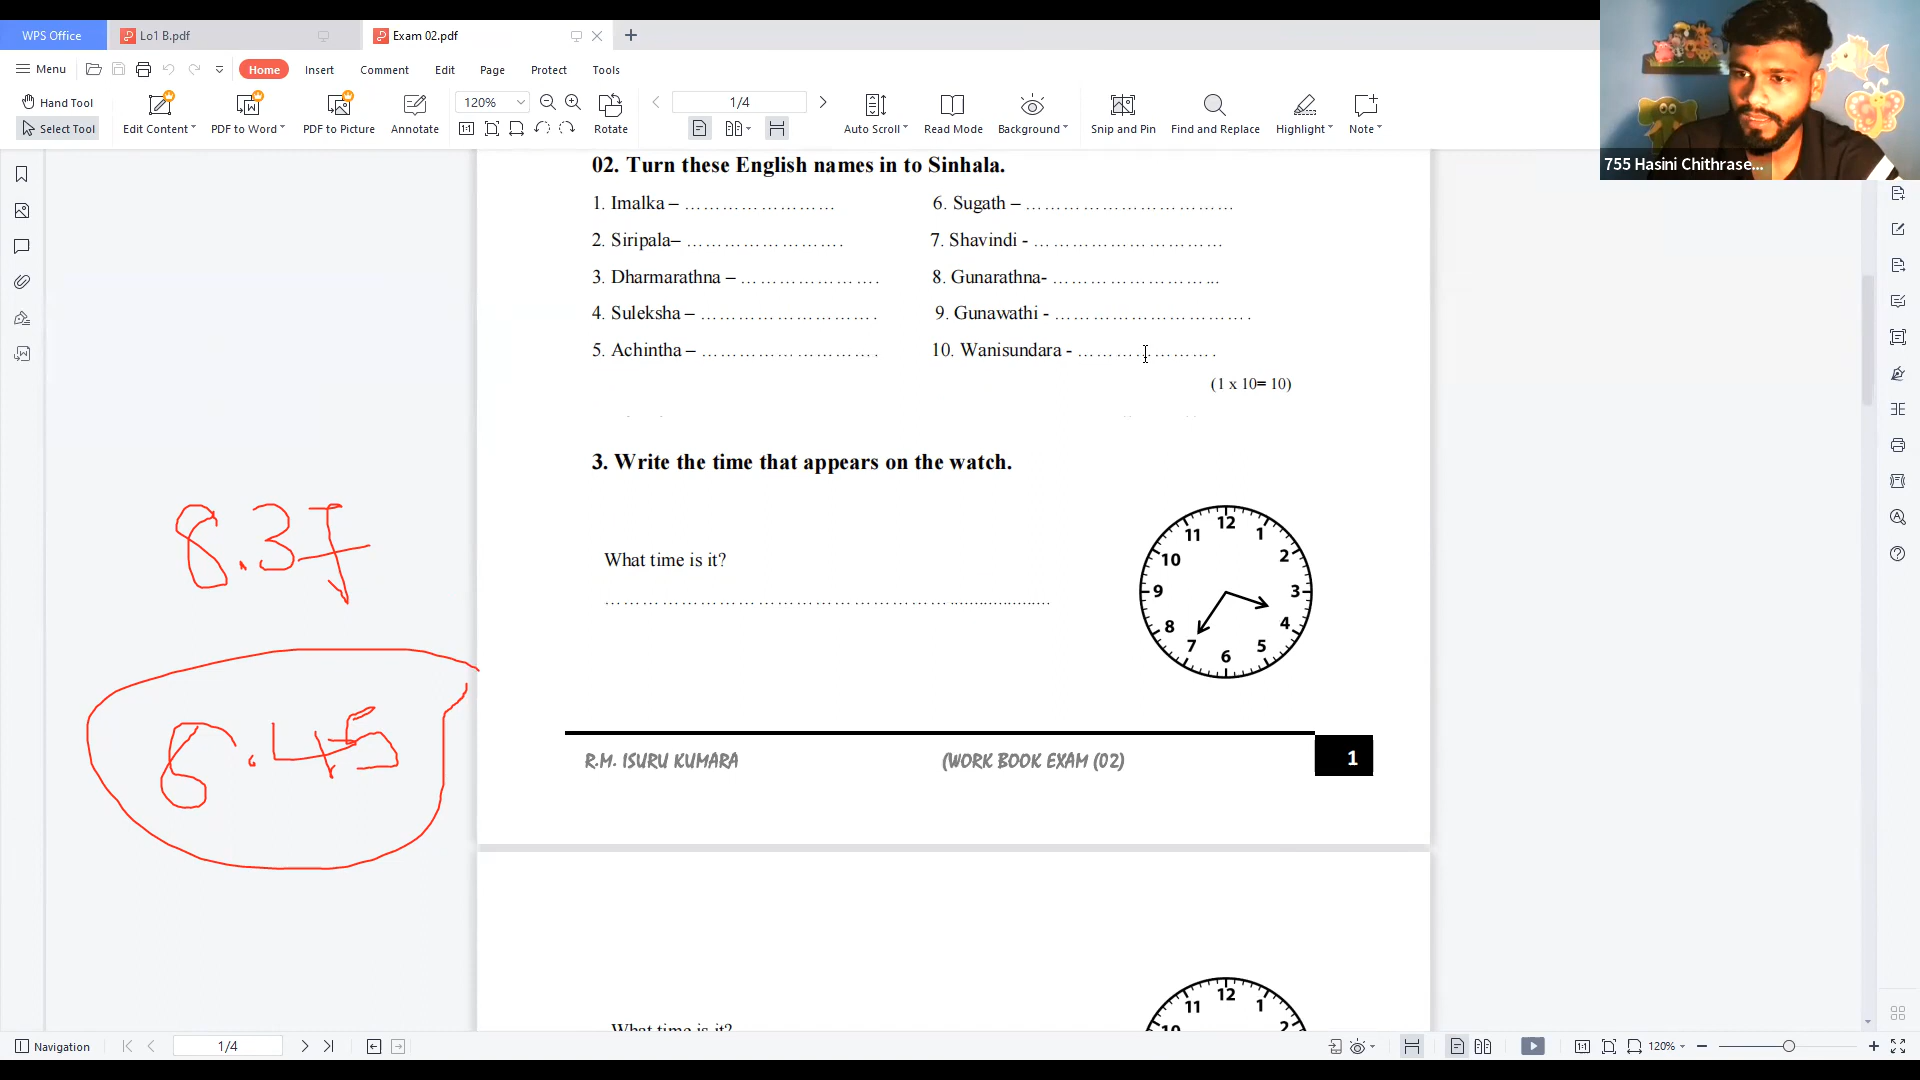 WPS Office
Lo1 B.pdf
Exam 02.pdf
Menu
Home
Insert
Comment
Edit
Page
Protect
Tools
Hand Tool
Select Tool
Edit Content
PDF to Word
PDF to Picture
Annotate
120%
Rotate
1/4
Auto Scroll
Read Mode
Background
Snip and Pin
Find and Replace
Highlight
Note
755 Hasini Chithrase...
02. Turn these English names in to Sinhala.
1. Imalka – ……………………
6. Sugath – ……………………………
2. Siripala– …………………….
7. Shavindi - …………………………
3. Dharmarathna – ………………….
8. Gunarathna- ……………………...
4. Suleksha – ……………………….
9. Gunawathi - ………………………….
5. Achintha – ……………………….
10. Wanisundara - ………………….
(1 x 10= 10)
3. Write the time that appears on the watch.
What time is it?
………………………………………………......................
12
11
1
10
2
9
3
8
4
7
5
6
8.37
6.45
R.M. ISURU KUMARA
(WORK BOOK EXAM (02)
1
12
11
1
10
2
What time is it?
Navigation
1/4
120%